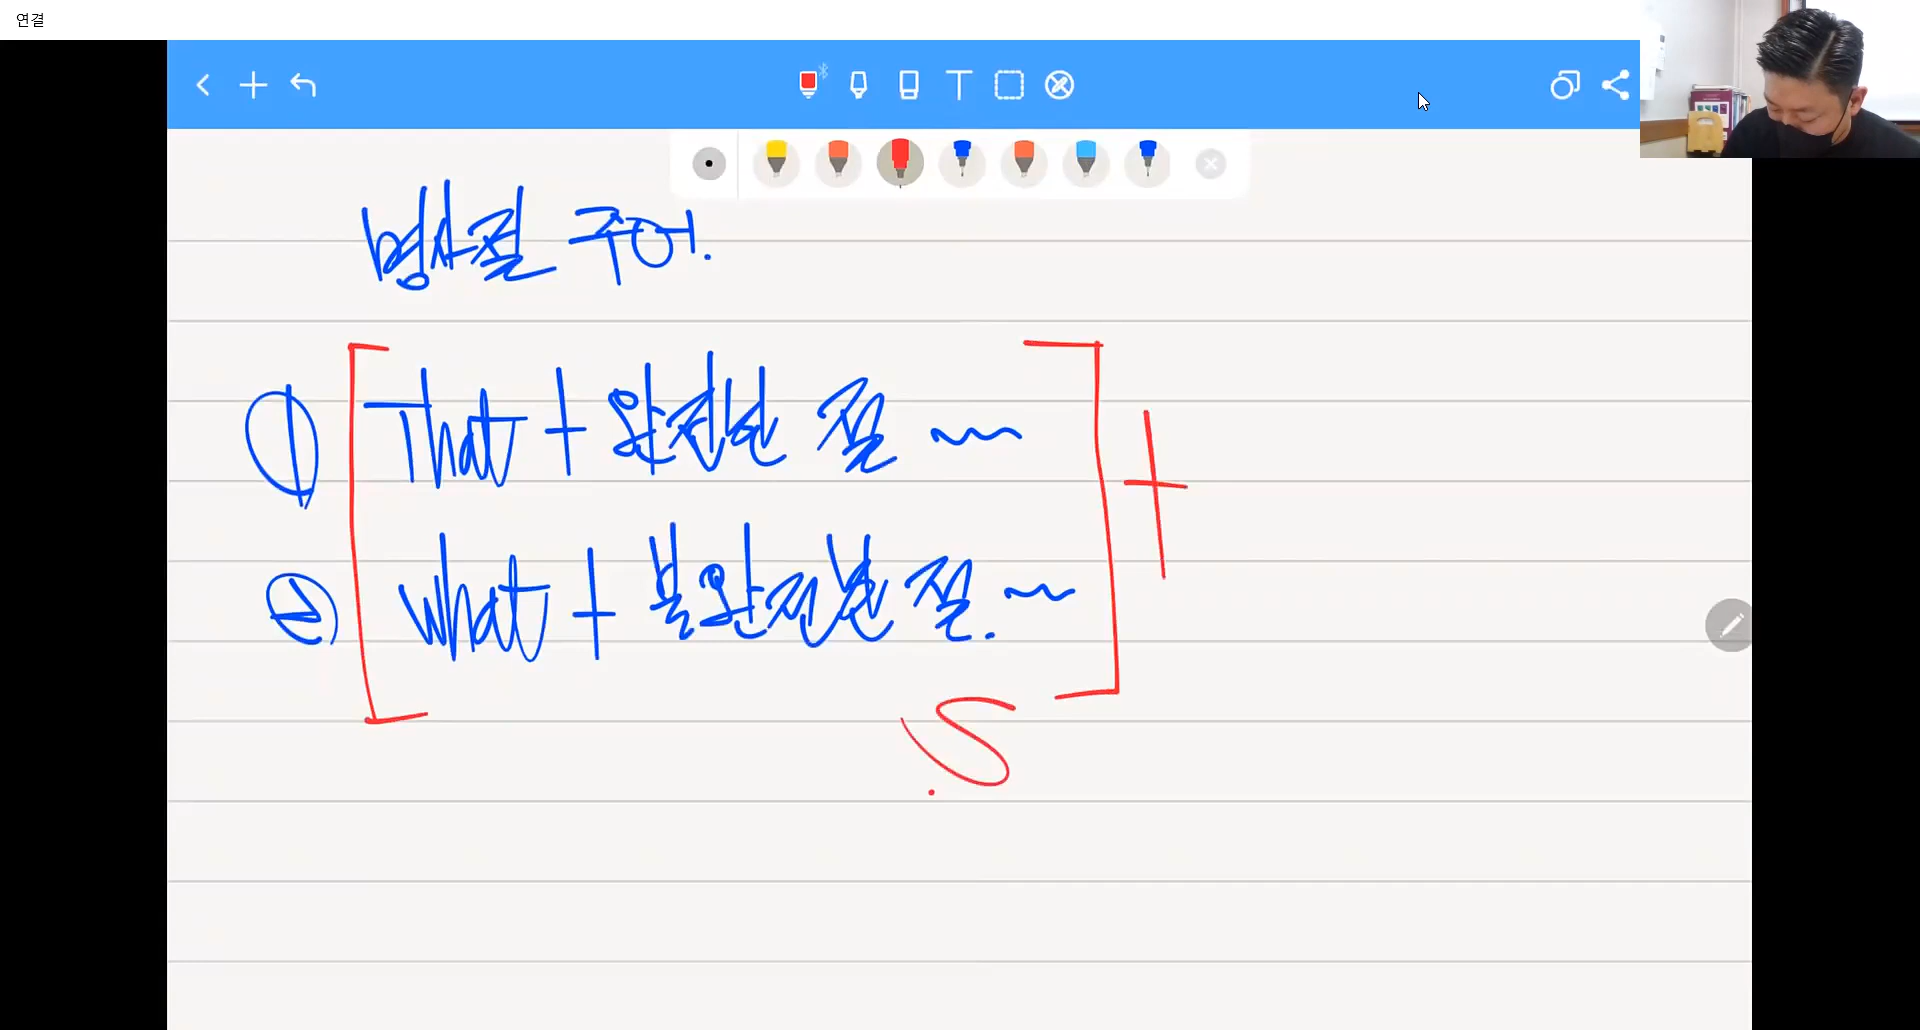 연결
명사절 주어.
① That + 완전한 절 ~
② what + 불완전한 절 ~. +
S